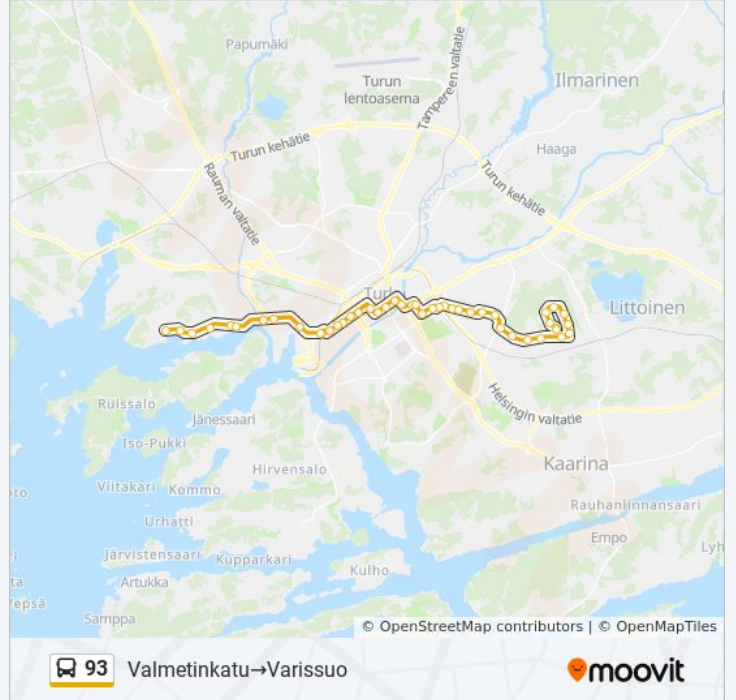 Papumäki
Turun
lentoasema
Tampereen valtatie
Ilmarinen
Turun kehätie
Haaga
Rauman valtatie
Turun kehätie
Littoinen
Ruissalo
Jänessaari
Helsingin valtatie
Iso-Pukki
Hirvensalo
Kaarina
Viitakari
Kommo
Rauhanlinnansaari
Urhatti
Empo
Järvistensaari
Kupparkari
Lyh
Kulho
Artukka
Samppa
© OpenStreetMap contributors | © OpenMapTiles
93 Valmetinkatu→Varissuo
moovit